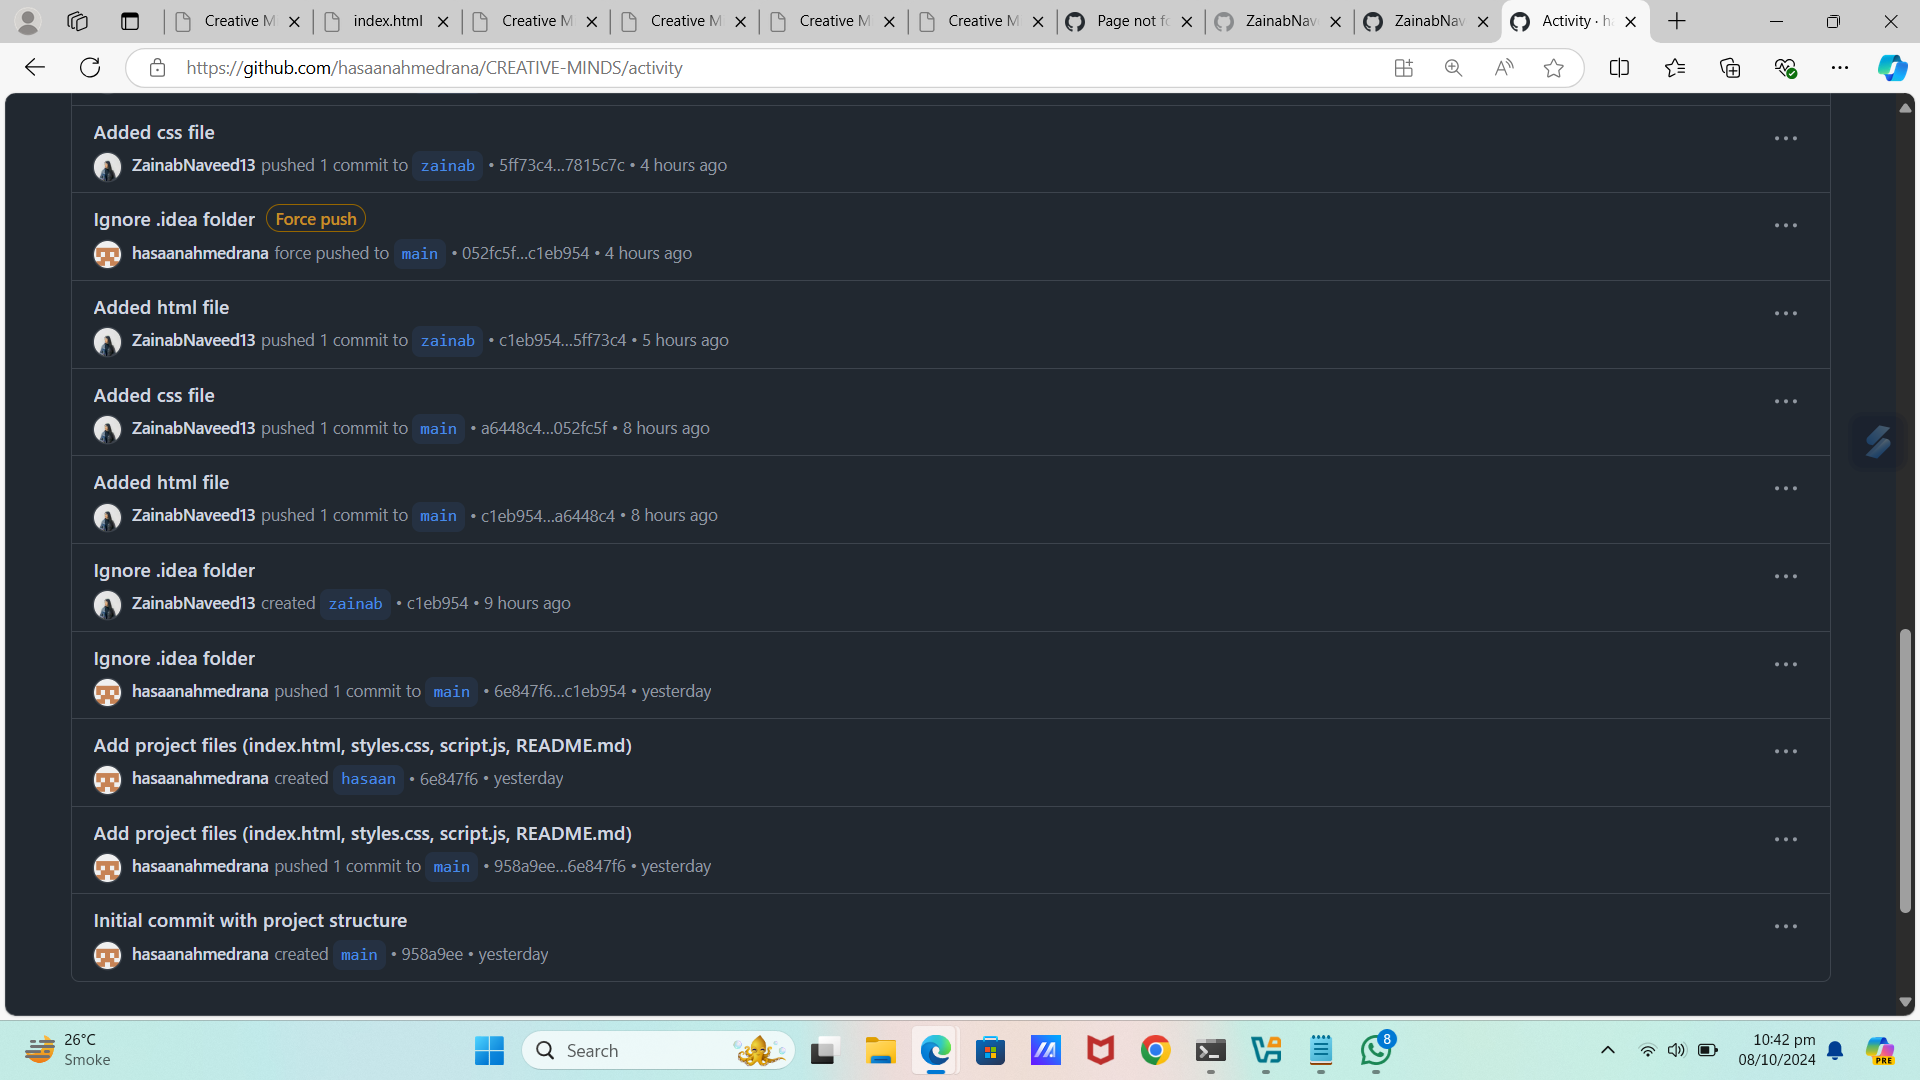 Creative M
index.html
Creative M
Creative M
Creative M
Creative M
Page not fo
ZainabNav
ZainabNav
Activity · ha
https://github.com/hasaanahmedrana/CREATIVE-MINDS/activity
Added css file
ZainabNaveed13 pushed 1 commit to zainab • 5ff73c4...7815c7c • 4 hours ago
Ignore .idea folder Force push
hasaanahmedrana force pushed to main • 052fc5f...c1eb954 • 4 hours ago
Added html file
ZainabNaveed13 pushed 1 commit to zainab • c1eb954...5ff73c4 • 5 hours ago
Added css file
ZainabNaveed13 pushed 1 commit to main • a6448c4...052fc5f • 8 hours ago
Added html file
ZainabNaveed13 pushed 1 commit to main • c1eb954...a6448c4 • 8 hours ago
Ignore .idea folder
ZainabNaveed13 created zainab • c1eb954 • 9 hours ago
Ignore .idea folder
hasaanahmedrana pushed 1 commit to main • 6e847f6...c1eb954 • yesterday
Add project files (index.html, styles.css, script.js, README.md)
hasaanahmedrana created hasaan • 6e847f6 • yesterday
Add project files (index.html, styles.css, script.js, README.md)
hasaanahmedrana pushed 1 commit to main • 958a9ee...6e847f6 • yesterday
Initial commit with project structure
hasaanahmedrana created main • 958a9ee • yesterday
26°C
Smoke
Search
8
10:42 pm
08/10/2024
PRE